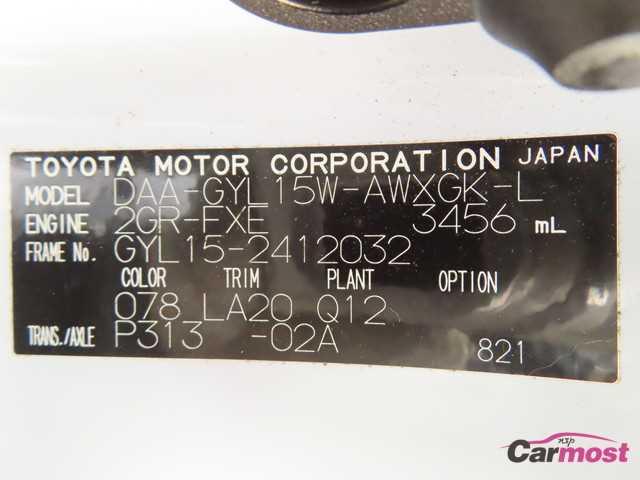 TOYOTA MOTOR CORPORATION JAPAN
MODEL DAA-GYL15W-AWXGK-L
ENGINE 2GR-FXE 3456 mL
FRAME No. GYL15-2412032
COLOR TRIM PLANT OPTION
078 LA20 Q12
TRANS./AXLE P313 -02A 821
nsp
Carmost